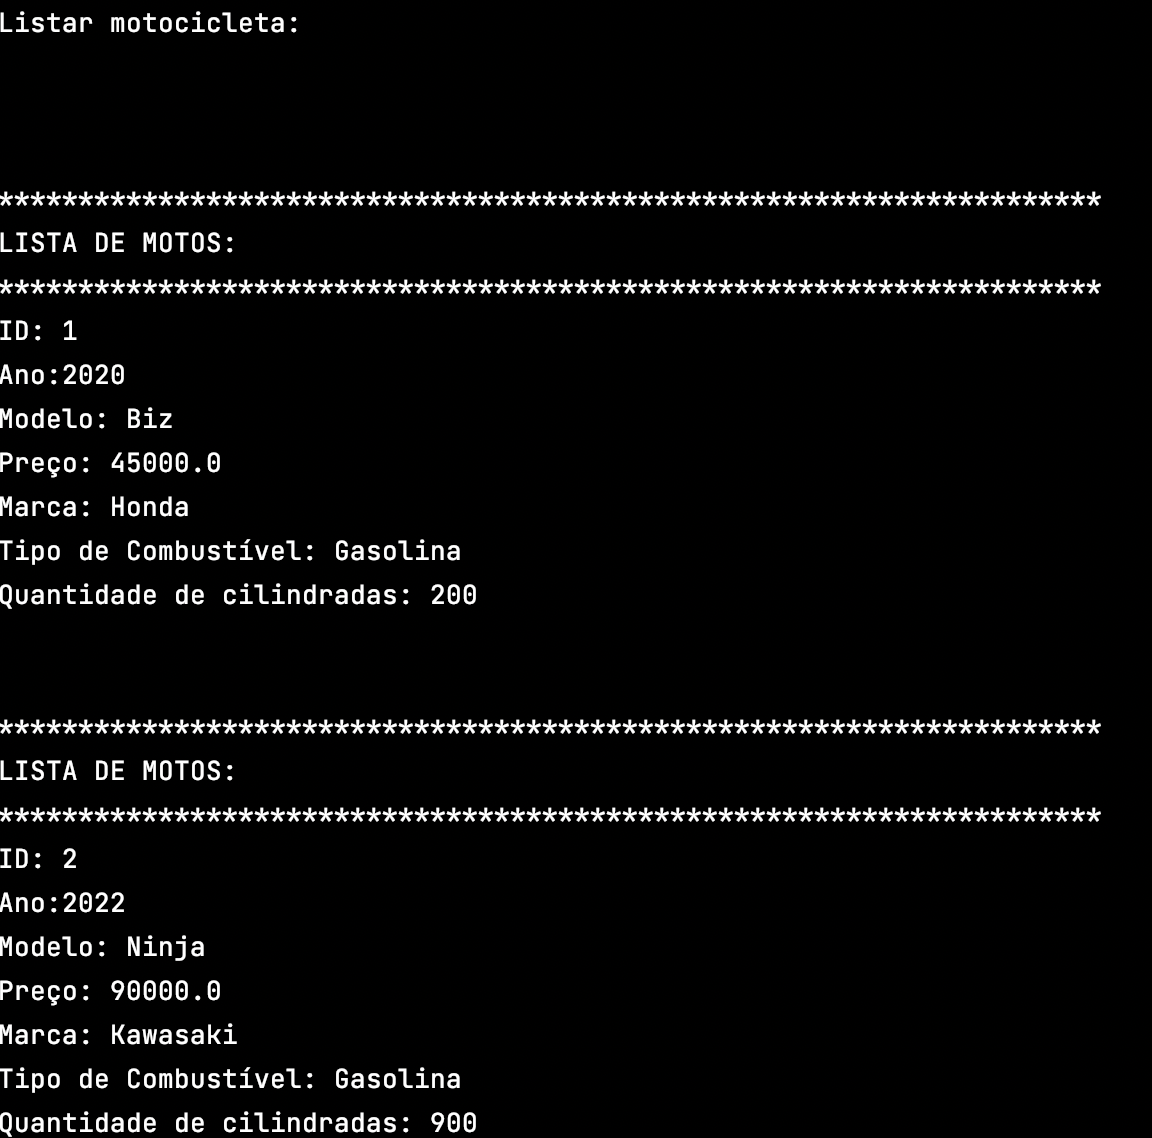 Listar motocicleta:
*********************************************************************
LISTA DE MOTOS:
*********************************************************************
ID: 1
Ano:2020
Modelo: Biz
Preço: 45000.0
Marca: Honda
Tipo de Combustível: Gasolina
Quantidade de cilindradas: 200
*********************************************************************
LISTA DE MOTOS:
*********************************************************************
ID: 2
Ano:2022
Modelo: Ninja
Preço: 90000.0
Marca: Kawasaki
Tipo de Combustível: Gasolina
Quantidade de cilindradas: 900